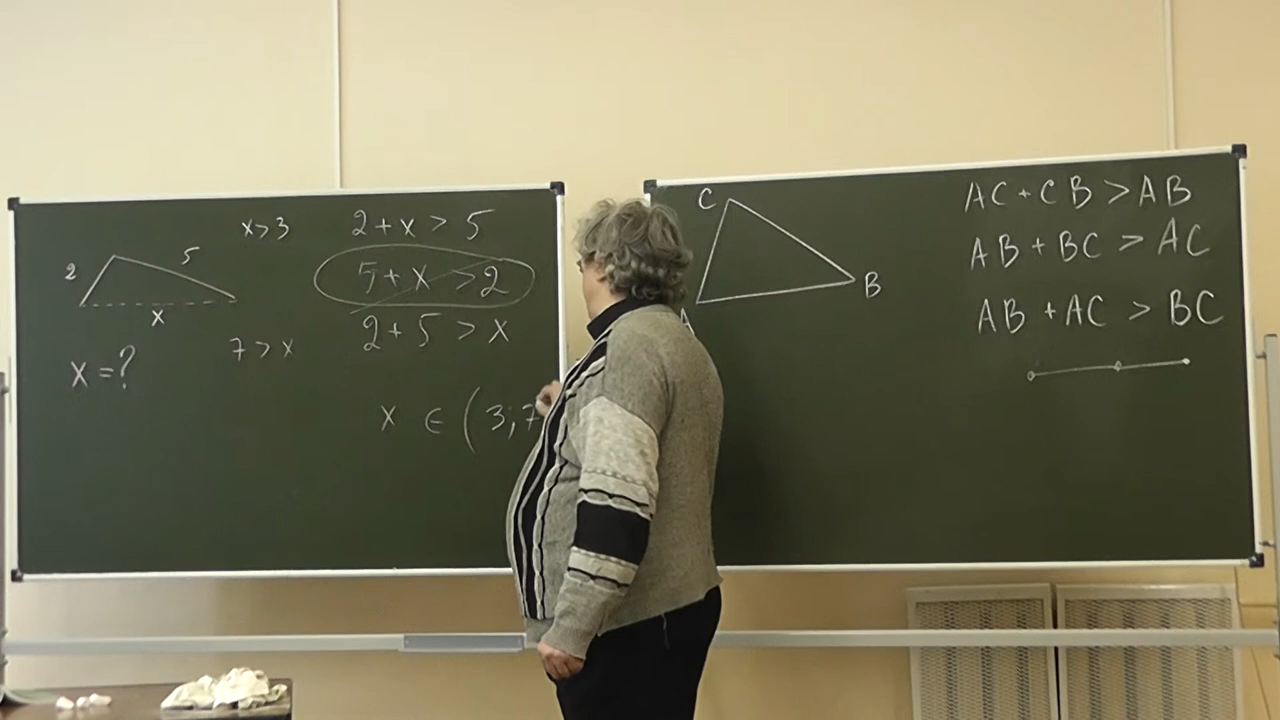 x>3
2 + x > 5
2
5
5 + x > 2
x
2 + 5 > x
7 > x
x = ?
x ∈ (3;7
C
B
A
AC + CB > AB
AB + BC > AC
AB + AC > BC